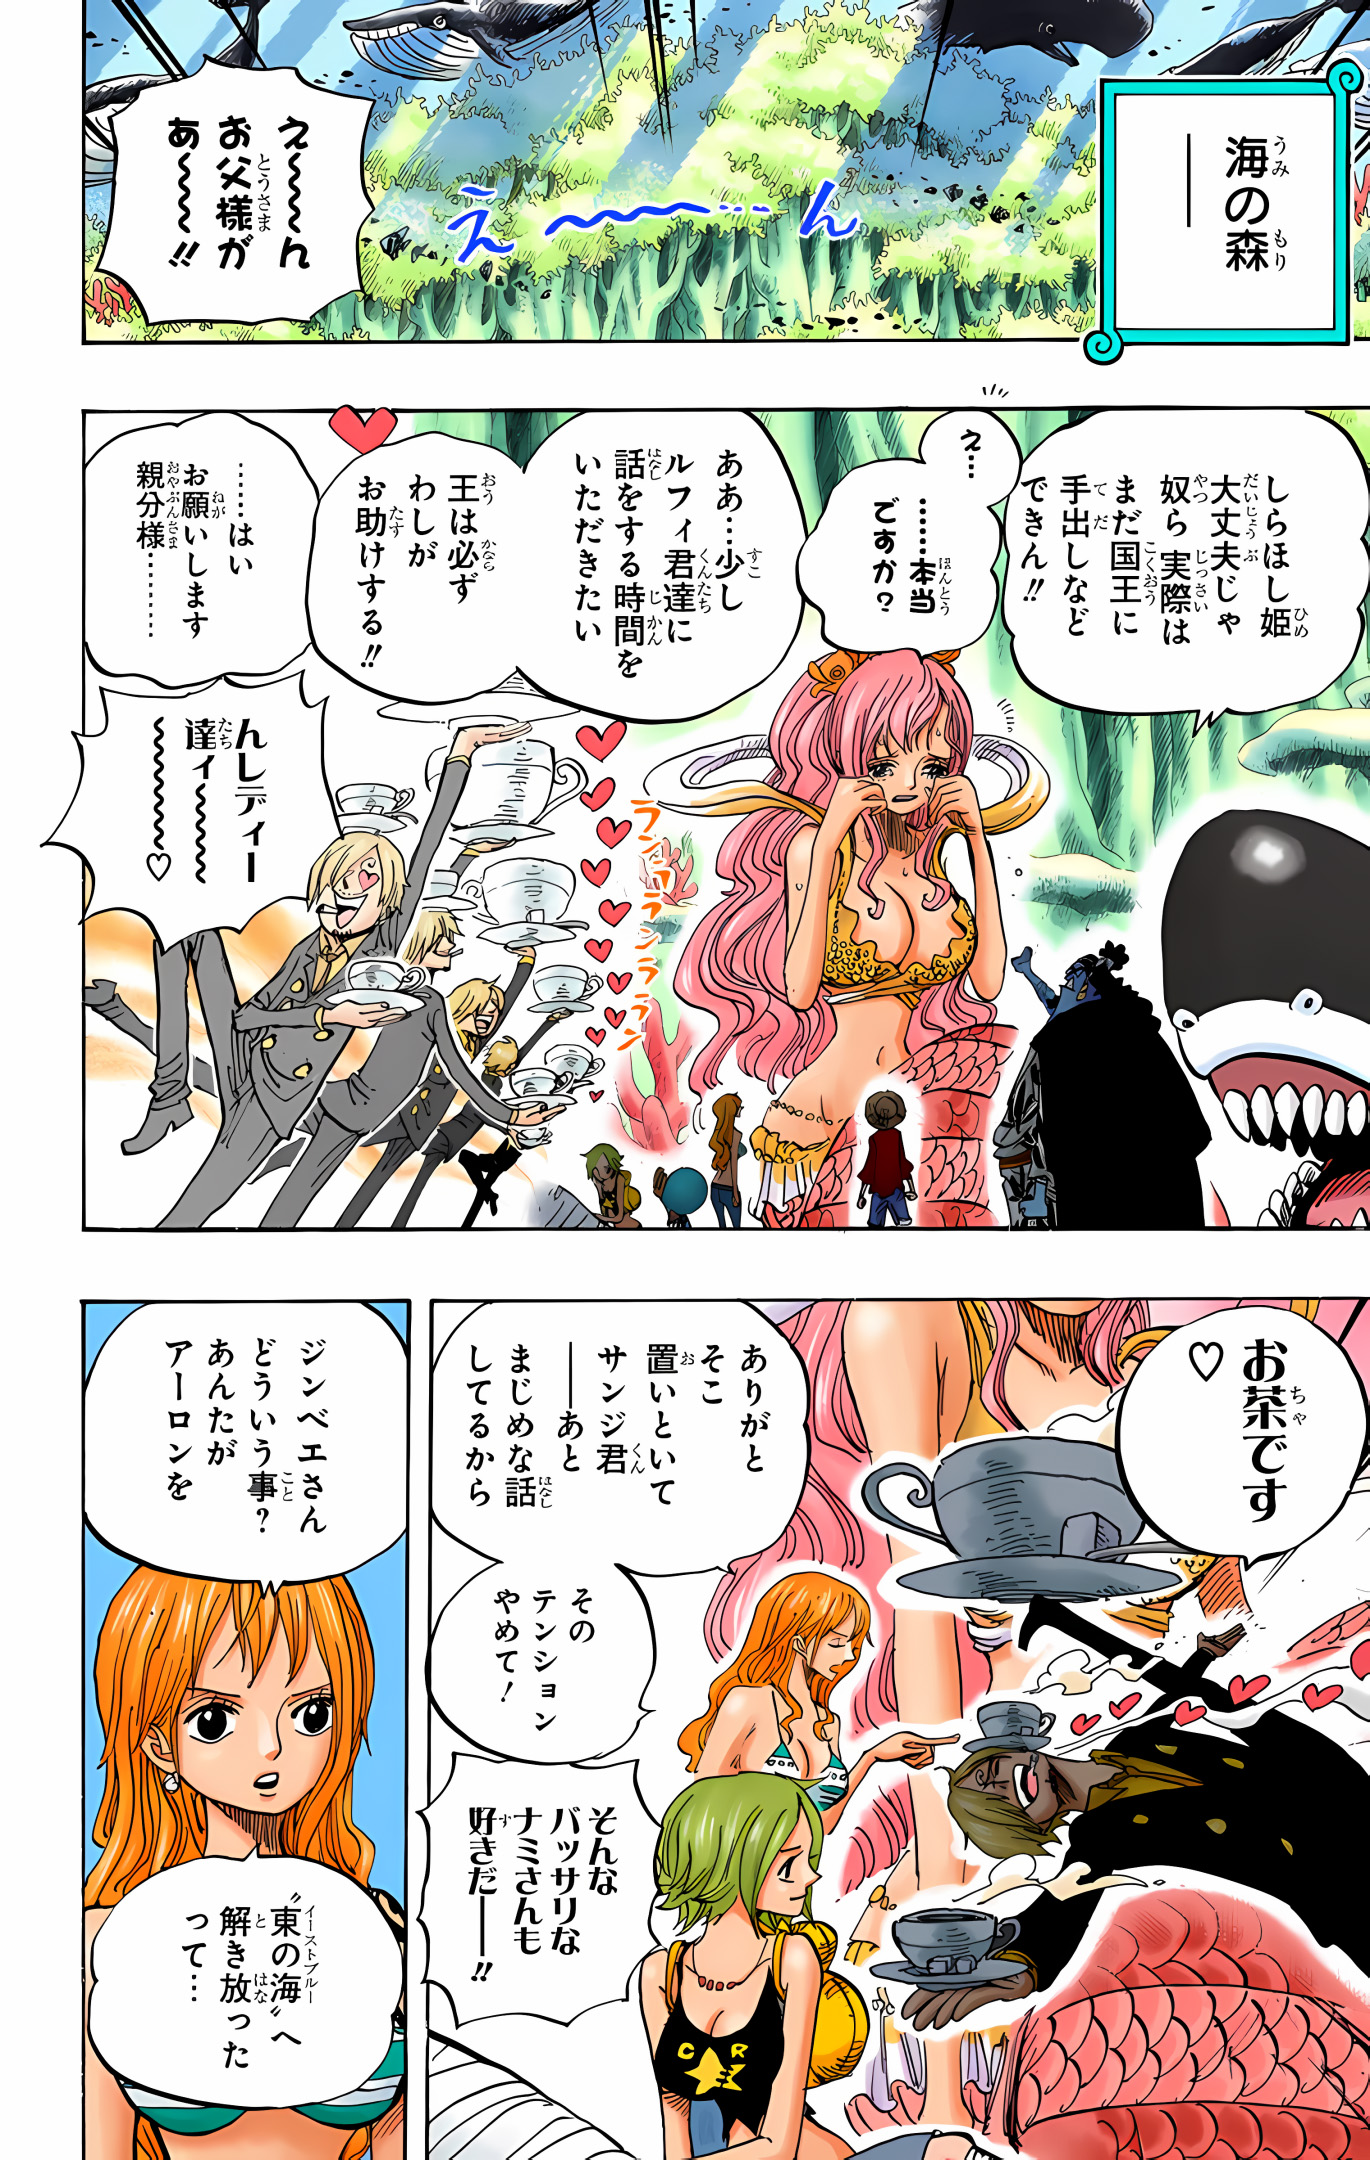 海の森
――
え～～ん
お父様が
あ～～～!!
え～～…ん
しらほし姫
大丈夫じゃ
奴ら 実際は
まだ国王に
手出しなど
できん!!
え…
……本当
ですか?
ああ…少し
ルフィ君達に
話をする時間を
いただきたい
王は必ず
わしが
お助けする!!
……はい
お願いします
親分様………
んレディー
達ィ～～～～
～～～～～♡
ランラランララランララララン
お茶です
♡
ありがと
そこ
置いといて
サンジ君
――あと
まじめな話
してるから
その
テンション
やめて!
そんな
バッサリな
ナミさんも
好きだ――!!
C R
ジンベエさん
どういう事?
あんたが
アーロンを
〝東の海〟へ
解き放った
って…